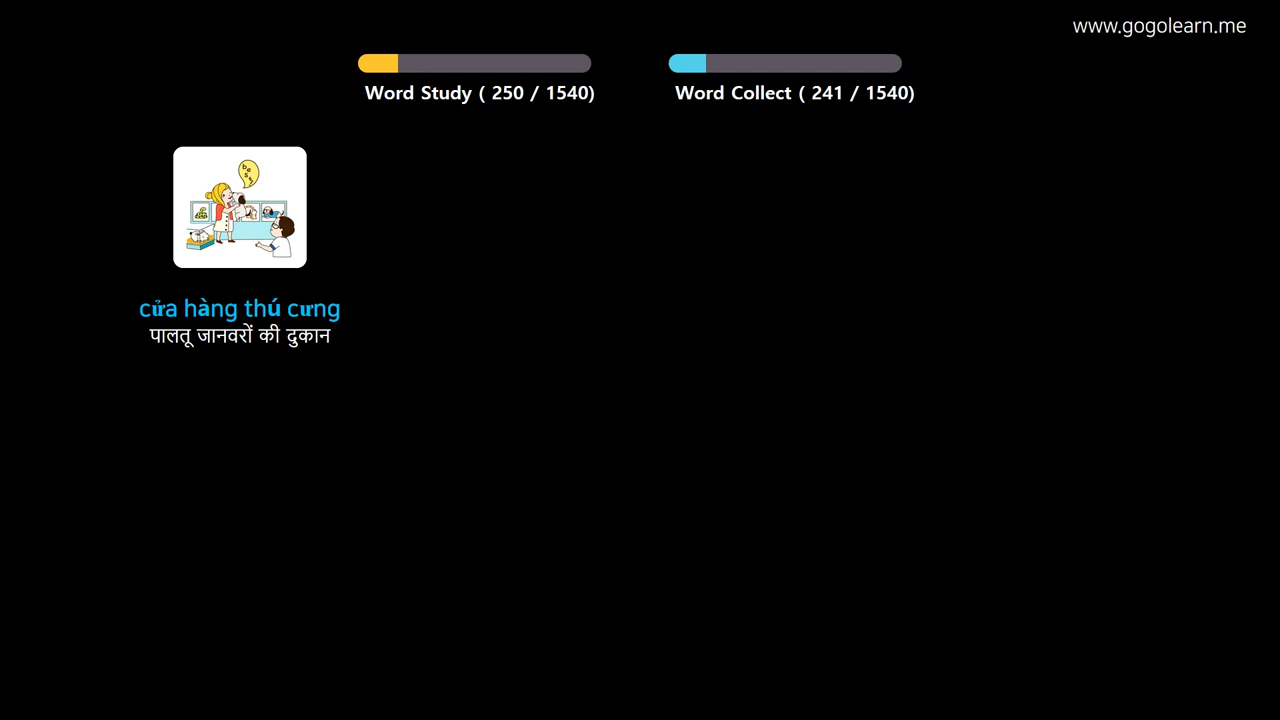 www.gogolearn.me
Word Study ( 250 / 1540)
Word Collect ( 241 / 1540)
cửa hàng thú cưng
पालतू जानवरों की दुकान